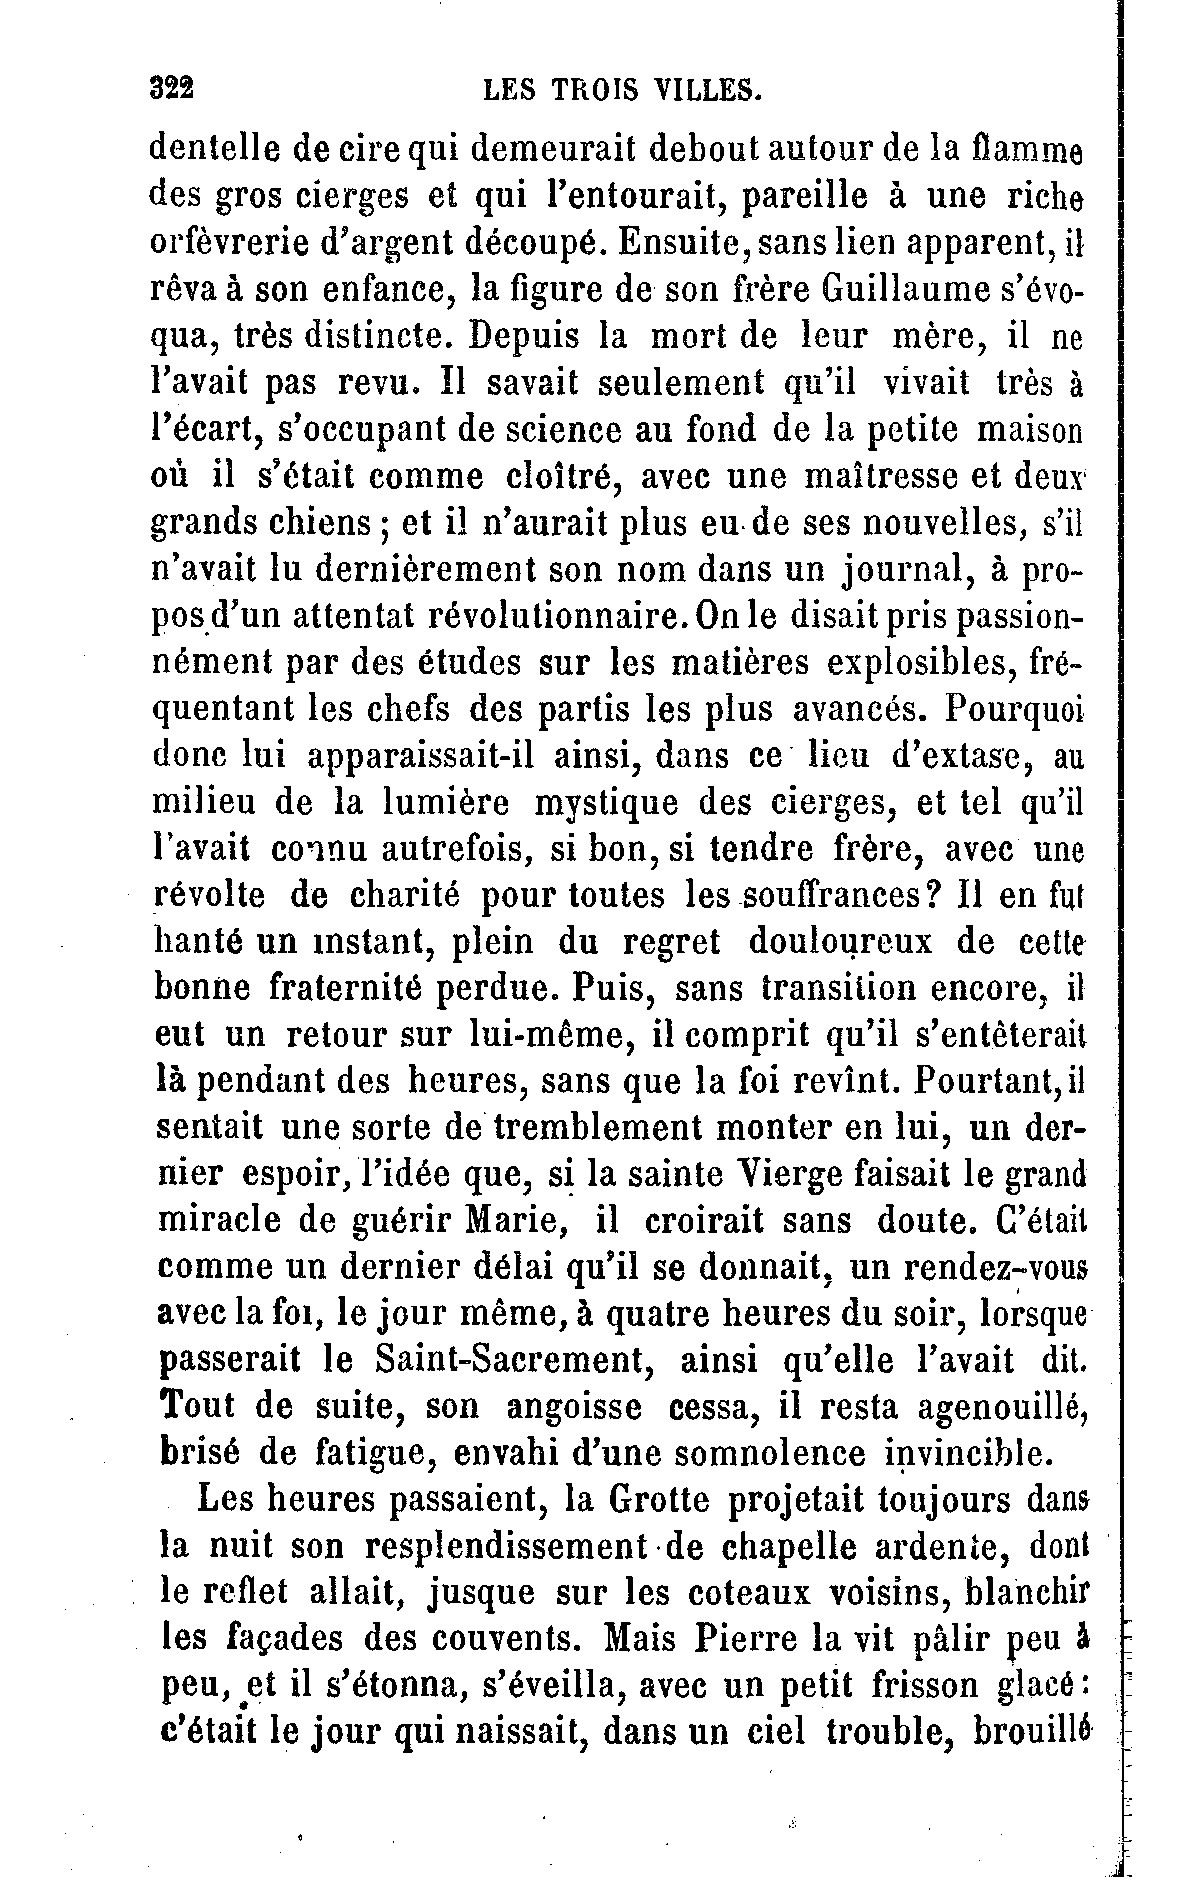 322 LES TROIS VILLES.
dentelle de cire qui demeurait debout autour de la flamme
des gros cierges et qui l'entourait, pareille à une riche
orfèvrerie d'argent découpé. Ensuite, sans lien apparent, il
rêva à son enfance, la figure de son frère Guillaume s'évo-
qua, très distincte. Depuis la mort de leur mère, il ne
l'avait pas revu. Il savait seulement qu'il vivait très à
l'écart, s'occupant de science au fond de la petite maison
où il s'était comme cloîtré, avec une maîtresse et deux
grands chiens ; et il n'aurait plus eu de ses nouvelles, s'il
n'avait lu dernièrement son nom dans un journal, à pro-
pos d'un attentat révolutionnaire. On le disait pris passion-
nément par des études sur les matières explosibles, fré-
quentant les chefs des partis les plus avancés. Pourquoi
donc lui apparaissait-il ainsi, dans ce lieu d'extase, au
milieu de la lumière mystique des cierges, et tel qu'il
l'avait connu autrefois, si bon, si tendre frère, avec une
révolte de charité pour toutes les souffrances? Il en fut
hanté un instant, plein du regret douloureux de cette
bonne fraternité perdue. Puis, sans transition encore, il
eut un retour sur lui-même, il comprit qu'il s'entêterait
là pendant des heures, sans que la foi revînt. Pourtant, il
sentait une sorte de tremblement monter en lui, un der-
nier espoir, l'idée que, si la sainte Vierge faisait le grand
miracle de guérir Marie, il croirait sans doute. C'était
comme un dernier délai qu'il se donnait, un rendez-vous
avec la foi, le jour même, à quatre heures du soir, lorsque
passerait le Saint-Sacrement, ainsi qu'elle l'avait dit.
Tout de suite, son angoisse cessa, il resta agenouillé,
brisé de fatigue, envahi d'une somnolence invincible.
Les heures passaient, la Grotte projetait toujours dans
la nuit son resplendissement de chapelle ardente, dont
le reflet allait, jusque sur les coteaux voisins, blanchir
les façades des couvents. Mais Pierre la vit pâlir peu à
peu, et il s'étonna, s'éveilla, avec un petit frisson glacé :
c'était le jour qui naissait, dans un ciel trouble, brouillé